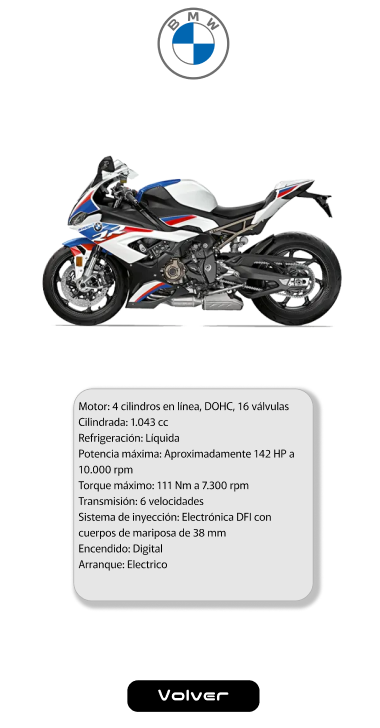 BMW
RR
Motor: 4 cilindros en línea, DOHC, 16 válvulas
Cilindrada: 1.043 cc
Refrigeración: Líquida
Potencia máxima: Aproximadamente 142 HP a
10.000 rpm
Torque máximo: 111 Nm a 7.300 rpm
Transmisión: 6 velocidades
Sistema de inyección: Electrónica DFI con
cuerpos de mariposa de 38 mm
Encendido: Digital
Arranque: Electrico
Volver